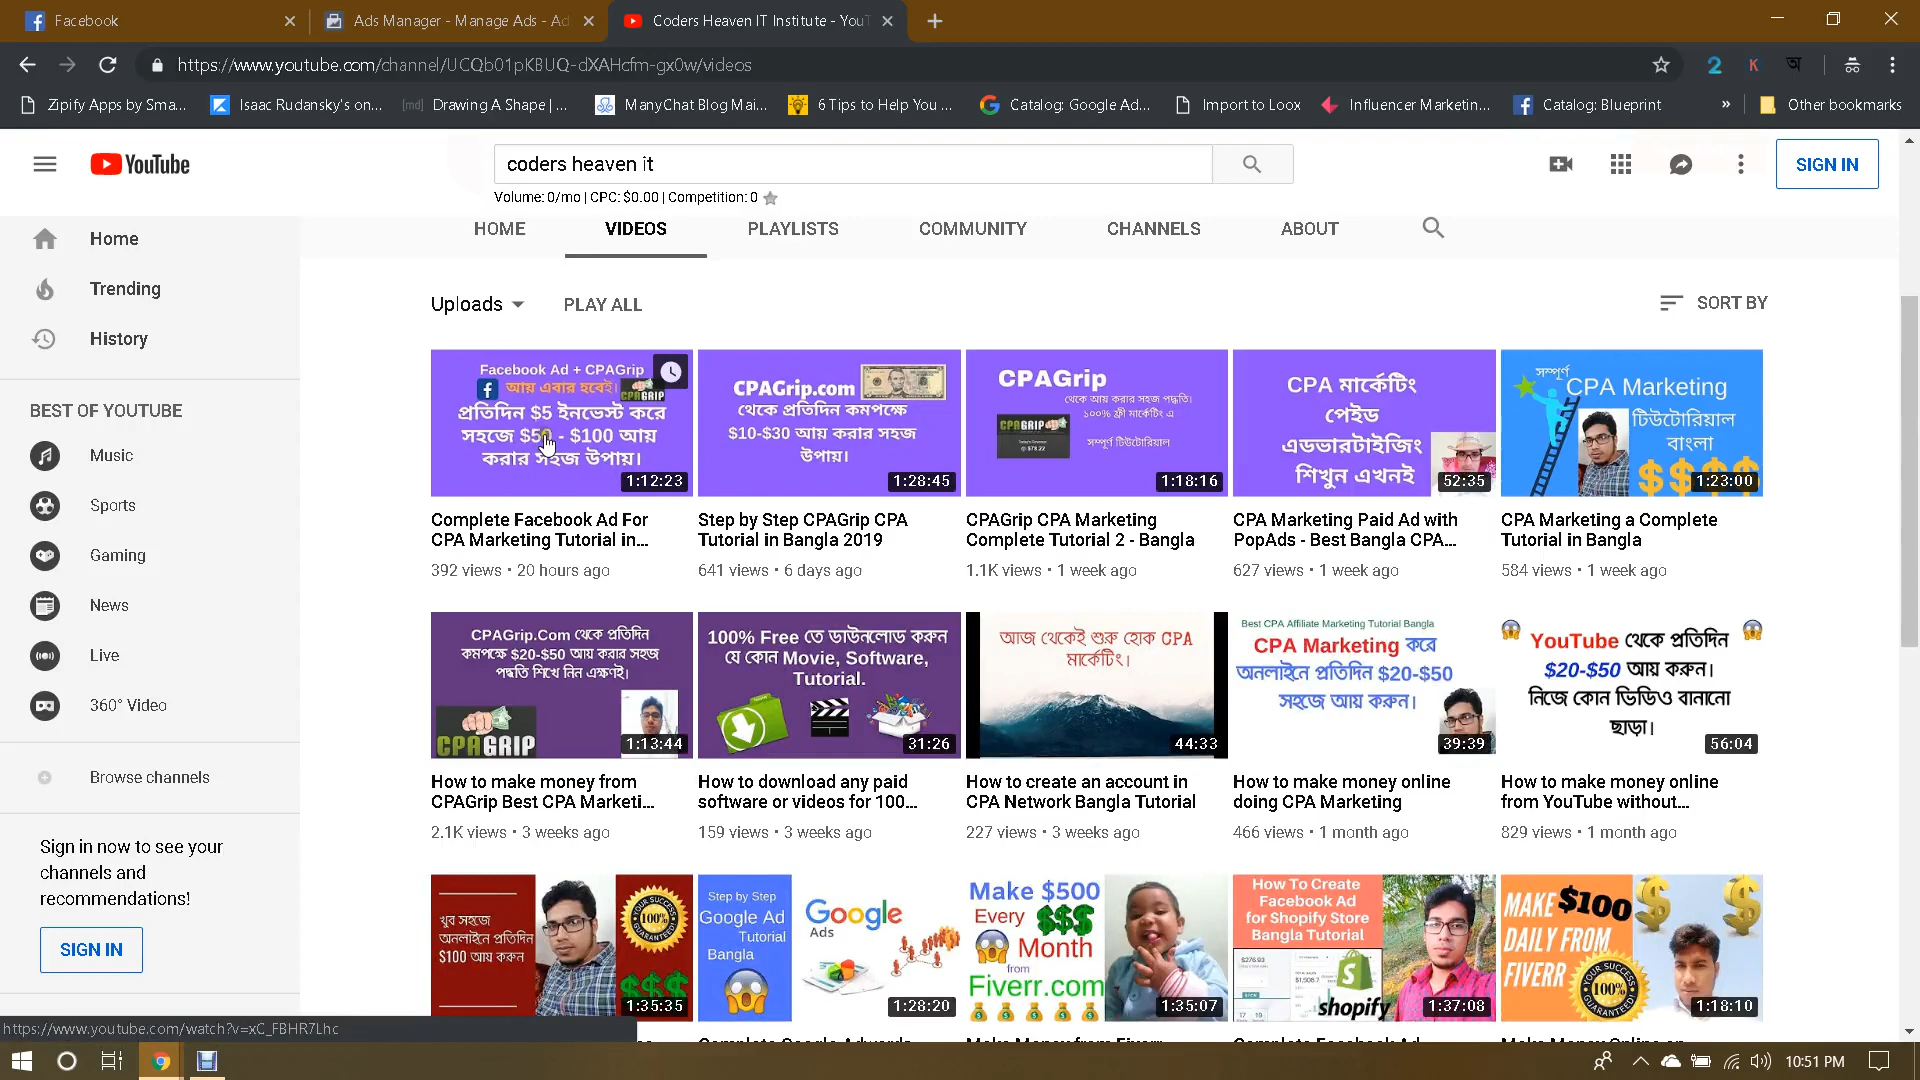 Facebook
Ads Manager - Manage Ads - Ad
Coders Heaven IT Institute - YouT
https://www.youtube.com/channel/UCQb01pKBUQ-dXAHcfm-gx0w/videos
2 K অ
Zipify Apps by Sma...
Isaac Rudansky's on...
[md] Drawing A Shape | ...
ManyChat Blog Mai...
6 Tips to Help You ...
Catalog: Google Ad...
Import to Loox
Influencer Marketin...
Catalog: Blueprint
»
Other bookmarks
YouTube
coders heaven it
SIGN IN
Volume: 0/mo | CPC: $0.00 | Competition: 0
HOME
VIDEOS
PLAYLISTS
COMMUNITY
CHANNELS
ABOUT
Home
Trending
History
BEST OF YOUTUBE
Music
Sports
Gaming
News
Live
360° Video
Browse channels
Sign in now to see your
channels and
recommendations!
SIGN IN
Uploads
PLAY ALL
SORT BY
Facebook Ad + CPAGrip
আয় এবার হবেই।
CPAGRIP
প্রতিদিন $5 ইনভেস্ট করে
সহজে $50 - $100 আয়
করার সহজ উপায়।
1:12:23
Complete Facebook Ad For
CPA Marketing Tutorial in...
392 views • 20 hours ago
CPAGrip.com
থেকে প্রতিদিন কমপক্ষে
$10-$30 আয় করার সহজ
উপায়।
1:28:45
Step by Step CPAGrip CPA
Tutorial in Bangla 2019
641 views • 6 days ago
CPAGrip
থেকে আয় করার সহজ পদ্ধতি।
১০০% ফ্রী মার্কেটিং এ
CPAGRIP
সম্পুর্ণ টিউটোরিয়াল
1:18:16
CPAGrip CPA Marketing
Complete Tutorial 2 - Bangla
1.1K views • 1 week ago
CPA মার্কেটিং
পেইড
এডভারটাইজিং
শিখুন এখনই
52:35
CPA Marketing Paid Ad with
PopAds - Best Bangla CPA...
627 views • 1 week ago
সম্পুর্ণ
CPA Marketing
টিউটোরিয়াল
বাংলা
$$$$
1:23:00
CPA Marketing a Complete
Tutorial in Bangla
584 views • 1 week ago
CPAGrip.Com থেকে প্রতিদিন
কমপক্ষে $20-$50 আয় করার সহজ
পদ্ধতি শিখে নিন এক্ষণই।
CPAGRIP
1:13:44
How to make money from
CPAGrip Best CPA Marketi...
2.1K views • 3 weeks ago
100% Free তে ডাউনলোড করুন
যে কোন Movie, Software,
Tutorial.
31:26
How to download any paid
software or videos for 100...
159 views • 3 weeks ago
আজ থেকেই শুরু হোক CPA
মার্কেটিং।
44:33
How to create an account in
CPA Network Bangla Tutorial
227 views • 3 weeks ago
Best CPA Affiliate Marketing Tutorial Bangla
CPA Marketing করে
অনলাইনে প্রতিদিন $20-$50
সহজে আয় করুন।
39:39
How to make money online
doing CPA Marketing
466 views • 1 month ago
YouTube থেকে প্রতিদিন
$20-$50 আয় করুন।
নিজে কোন ভিডিও বানানো
ছাড়া।
56:04
How to make money online
from YouTube without...
829 views • 1 month ago
খুব সহজে
অনলাইনে প্রতিদিন
$100 আয় করুন
100%
$$$
1:35:35
Step by Step
Google Ad
Tutorial
Bangla
Google
Ads
1:28:20
Make $500
Every $$$
Month
from
Fiverr.com
1:35:07
How To Create
Facebook Ad
for Shopify Store
Bangla Tutorial
$276.93
shopify
1:37:08
MAKE $100
DAILY FROM
FIVERR
100%
1:18:10
https://www.youtube.com/watch?v=xC_FBHR7Lhc
10:51 PM